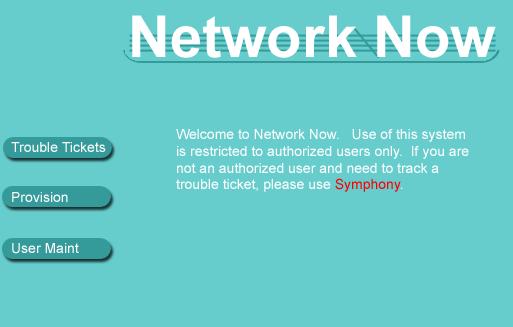 Network Now
Welcome to Network Now. Use of this system
is restricted to authorized users only. If you are
not an authorized user and need to track a
trouble ticket, please use Symphony.
Trouble Tickets
Provision
User Maint